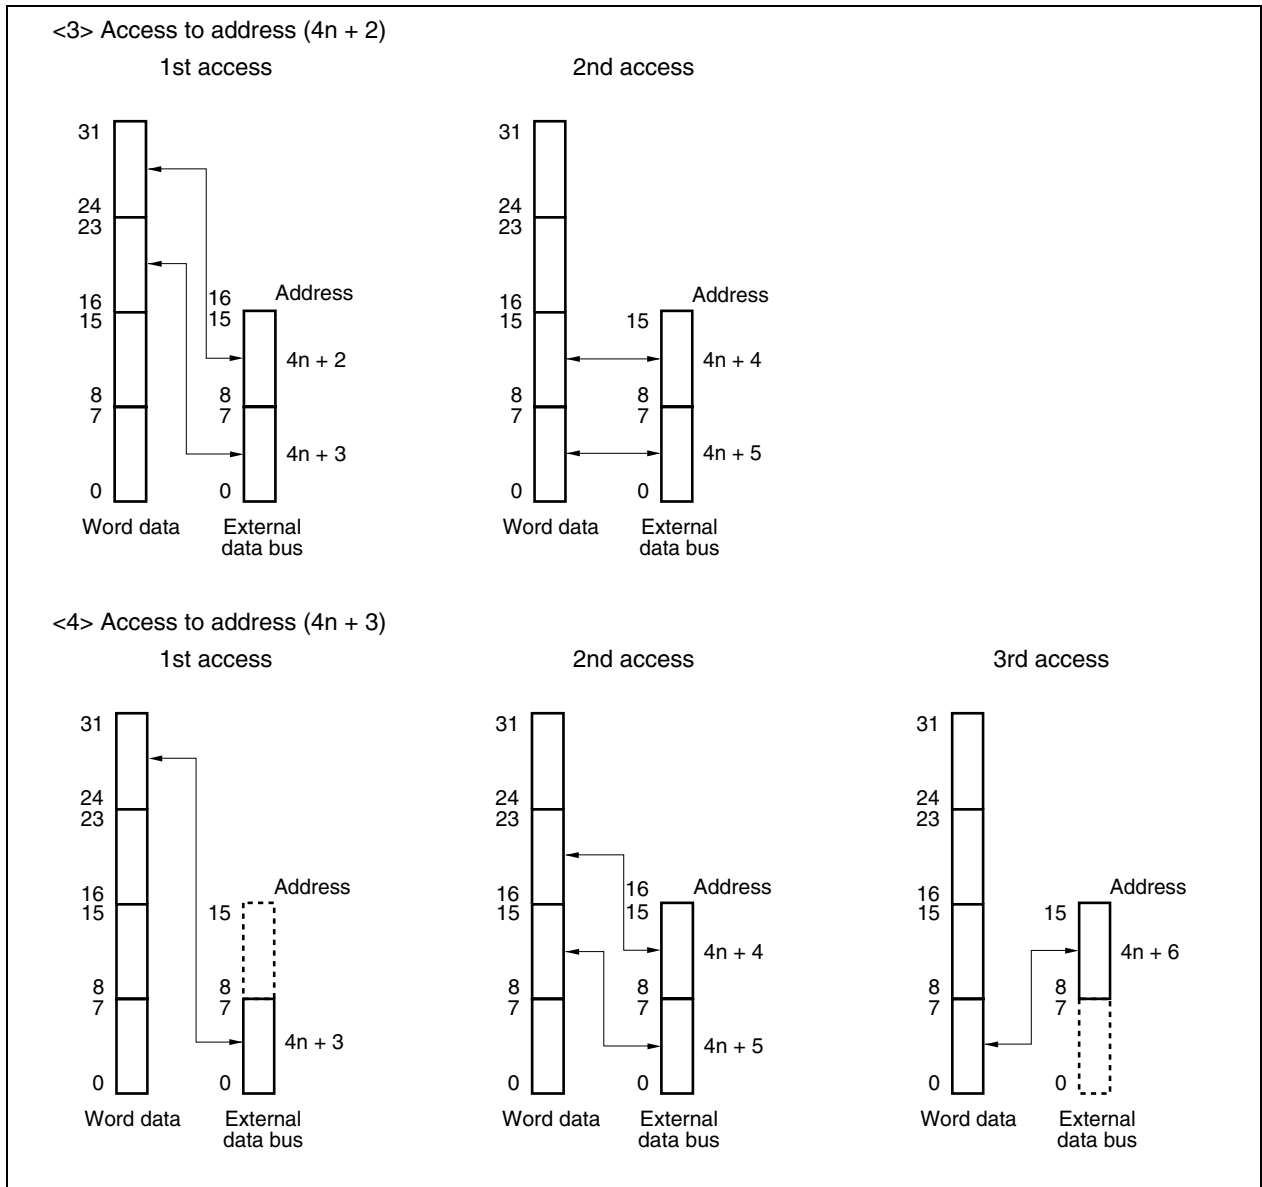 <3> Access to address (4n + 2)
1st access
2nd access
31
24
23
16
15
8
7
0
16
15
8
7
0
Address
4n + 2
4n + 3
Word data
External
data bus
31
24
23
16
15
8
7
0
15
8
7
0
Address
4n + 4
4n + 5
Word data
External
data bus
<4> Access to address (4n + 3)
1st access
2nd access
3rd access
31
24
23
16
15
8
7
0
15
8
7
0
Address
4n + 3
Word data
External
data bus
31
24
23
16
15
8
7
0
16
15
8
7
0
Address
4n + 4
4n + 5
Word data
External
data bus
31
24
23
16
15
8
7
0
15
8
7
0
Address
4n + 6
Word data
External
data bus